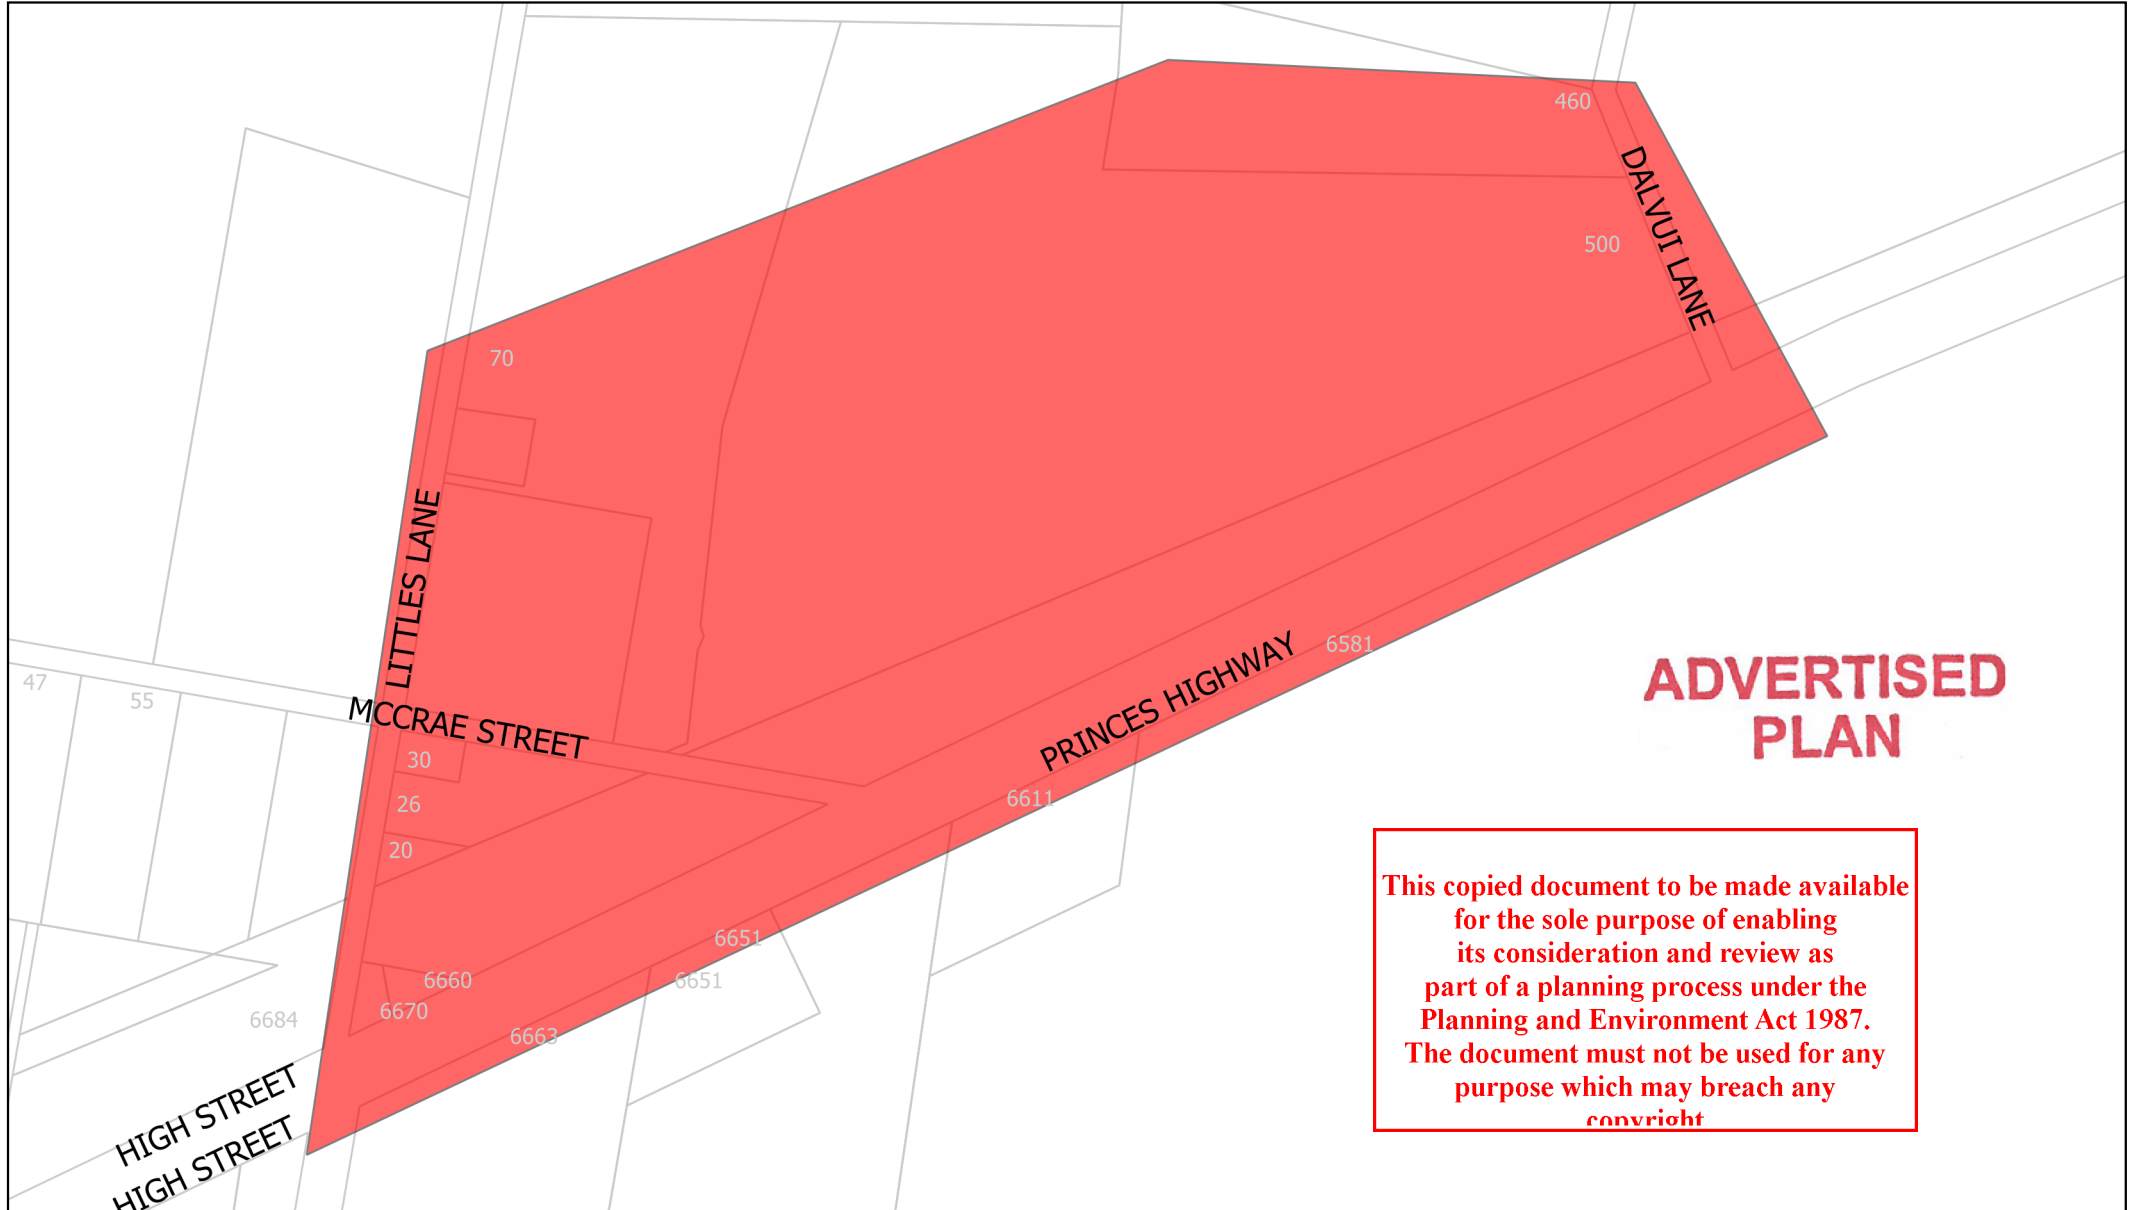 460
DALVUI LANE
500
70
LITTLES LANE
6581
PRINCES HIGHWAY
47
55
MCCRAE STREET
30
26
20
6611
6651
6651
6660
6670
6663
6684
HIGH STREET
HIGH STREET
ADVERTISED
PLAN
This copied document to be made available
for the sole purpose of enabling
its consideration and review as
part of a planning process under the
Planning and Environment Act 1987.
The document must not be used for any
purpose which may breach any
copyright